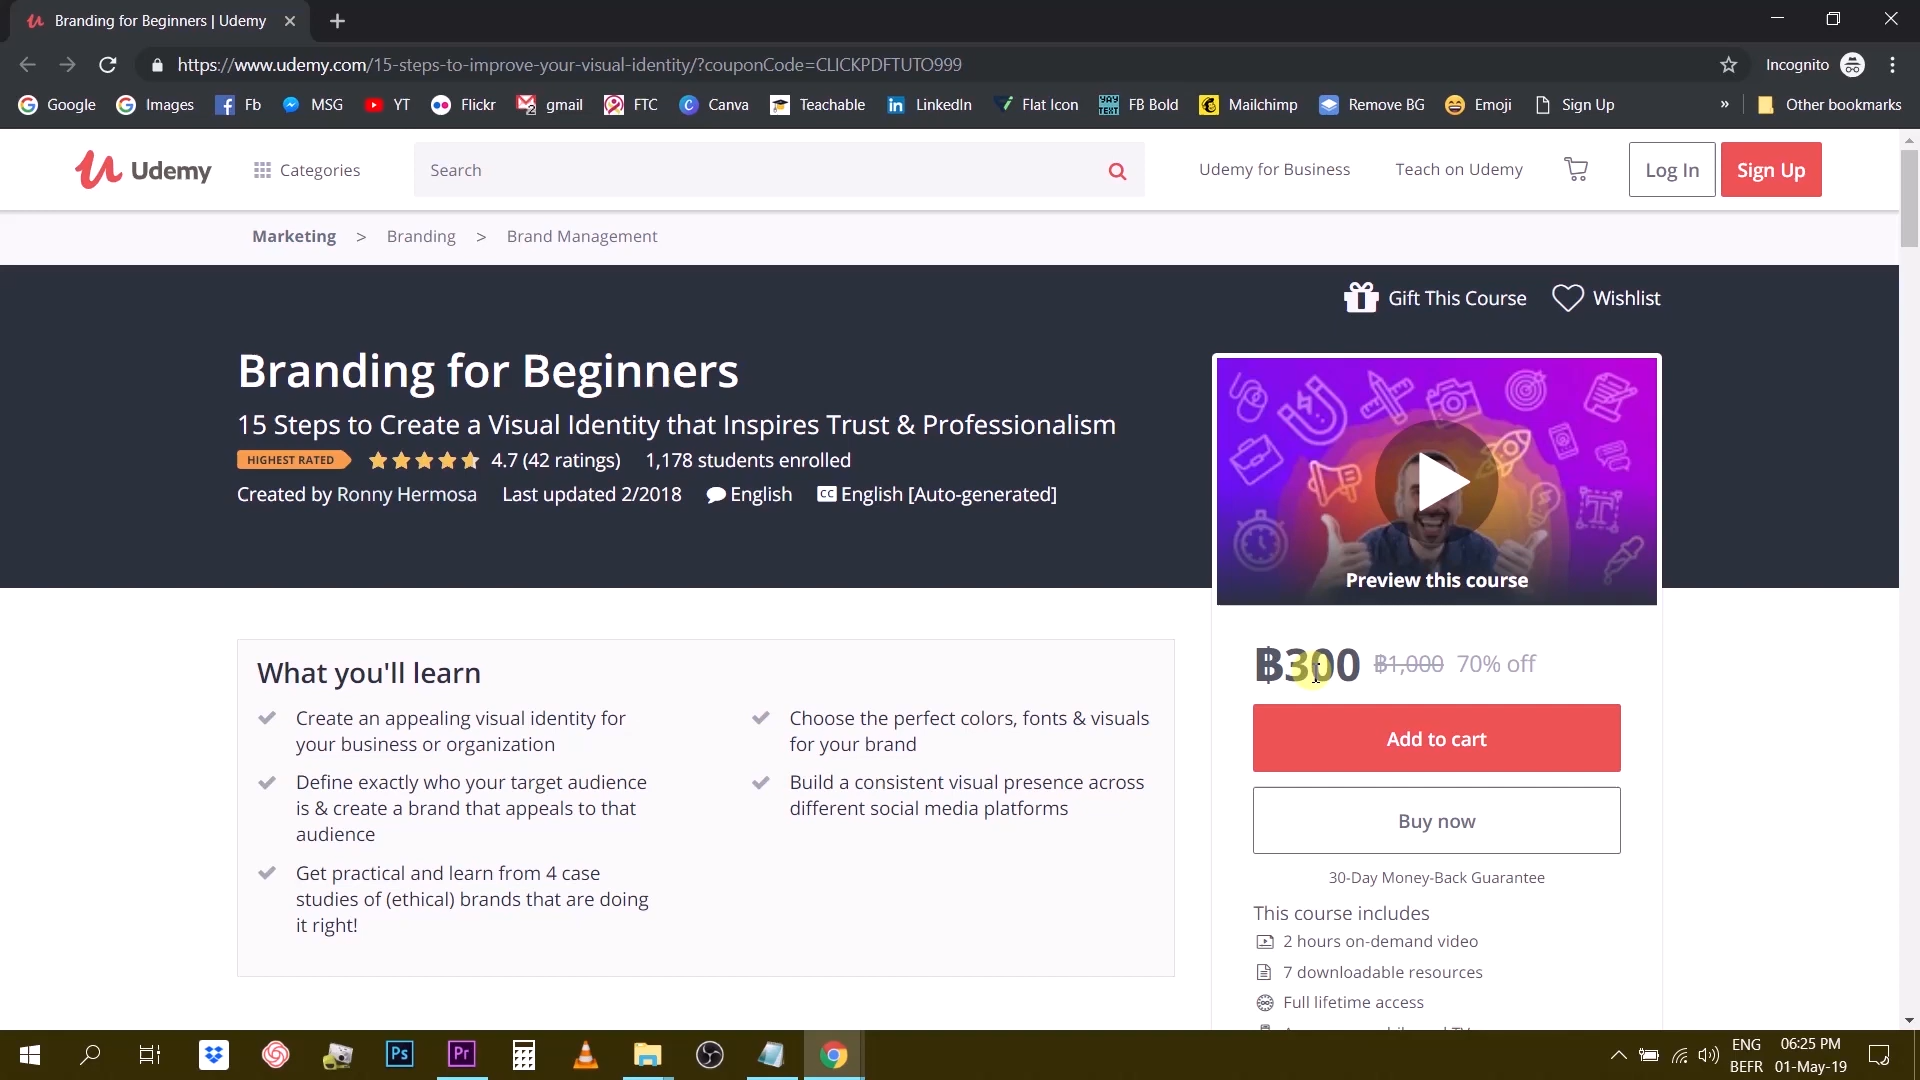 Branding for Beginners | Udemy
https://www.udemy.com/15-steps-to-improve-your-visual-identity/?couponCode=CLICKPDFTUTO999
Incognito
Google Images Fb MSG YT Flickr gmail FTC Canva Teachable LinkedIn Flat Icon FB Bold Mailchimp Remove BG Emoji Sign Up » Other bookmarks
Udemy Categories Search Udemy for Business Teach on Udemy Log In Sign Up
Marketing > Branding > Brand Management
Gift This Course Wishlist
Branding for Beginners
15 Steps to Create a Visual Identity that Inspires Trust & Professionalism
HIGHEST RATED 4.7 (42 ratings) 1,178 students enrolled
Created by Ronny Hermosa Last updated 2/2018 English CC English [Auto-generated]
Preview this course
฿300 ฿1,000 70% off
Add to cart
Buy now
30-Day Money-Back Guarantee
This course includes
2 hours on-demand video
7 downloadable resources
Full lifetime access
What you'll learn
Create an appealing visual identity for
your business or organization
Define exactly who your target audience
is & create a brand that appeals to that
audience
Get practical and learn from 4 case
studies of (ethical) brands that are doing
it right!
Choose the perfect colors, fonts & visuals
for your brand
Build a consistent visual presence across
different social media platforms
Ps Pr
ENG 06:25 PM
BEFR 01-May-19